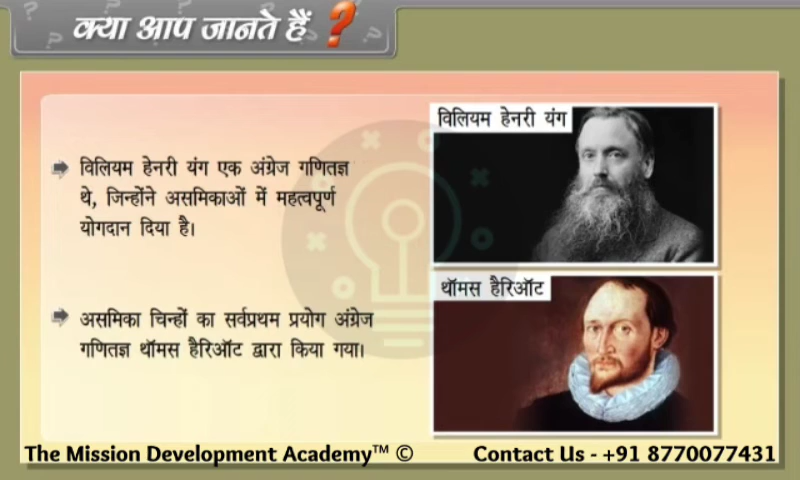 क्या आप जानते हैं ?
विलियम हेनरी यंग
विलियम हेनरी यंग एक अंग्रेज गणितज्ञ
थे, जिन्होंने असमिकाओं में महत्वपूर्ण
योगदान दिया है।
थॉमस हैरिऑट
असमिका चिन्हों का सर्वप्रथम प्रयोग अंग्रेज
गणितज्ञ थॉमस हैरिऑट द्वारा किया गया।
The Mission Development Academy™ © Contact Us - +91 8770077431